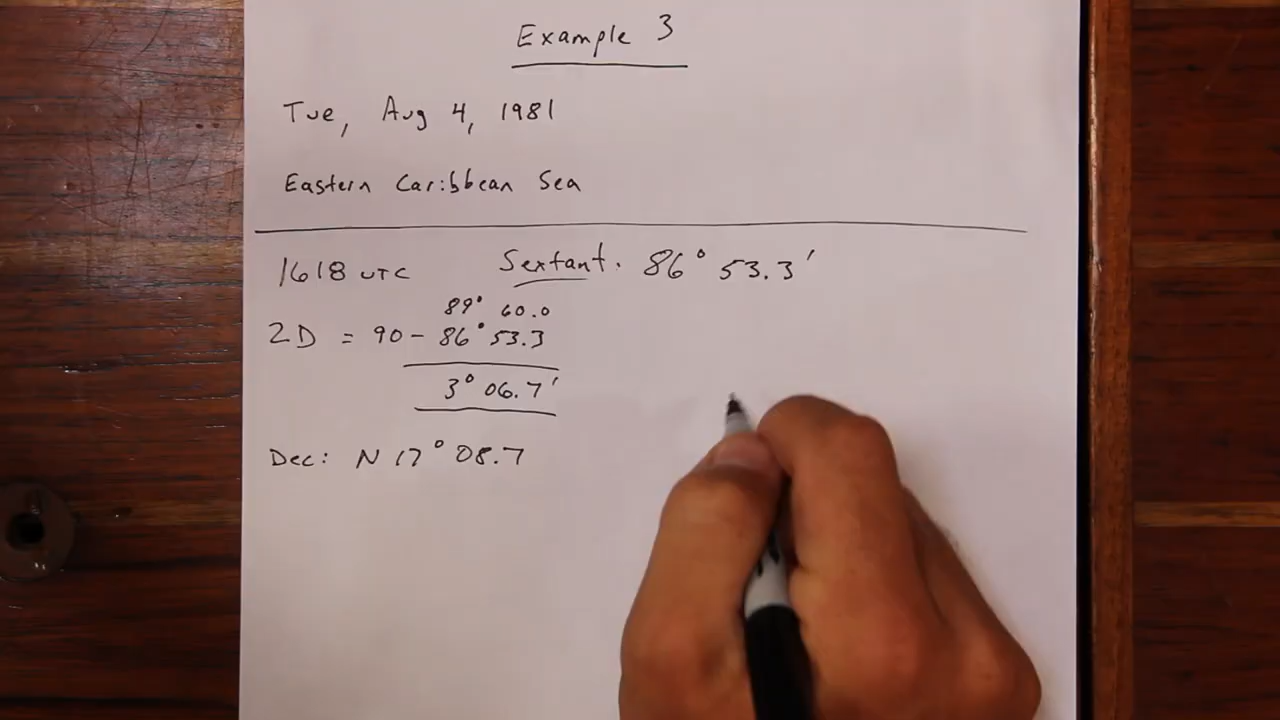 Example 3
Tue, Aug 4, 1981
Eastern Caribbean Sea
1618 UTC Sextant. 86° 53.3'
89° 60.0
ZD = 90 - 86° 53.3
3° 06.7'
Dec: N 17° 08.7